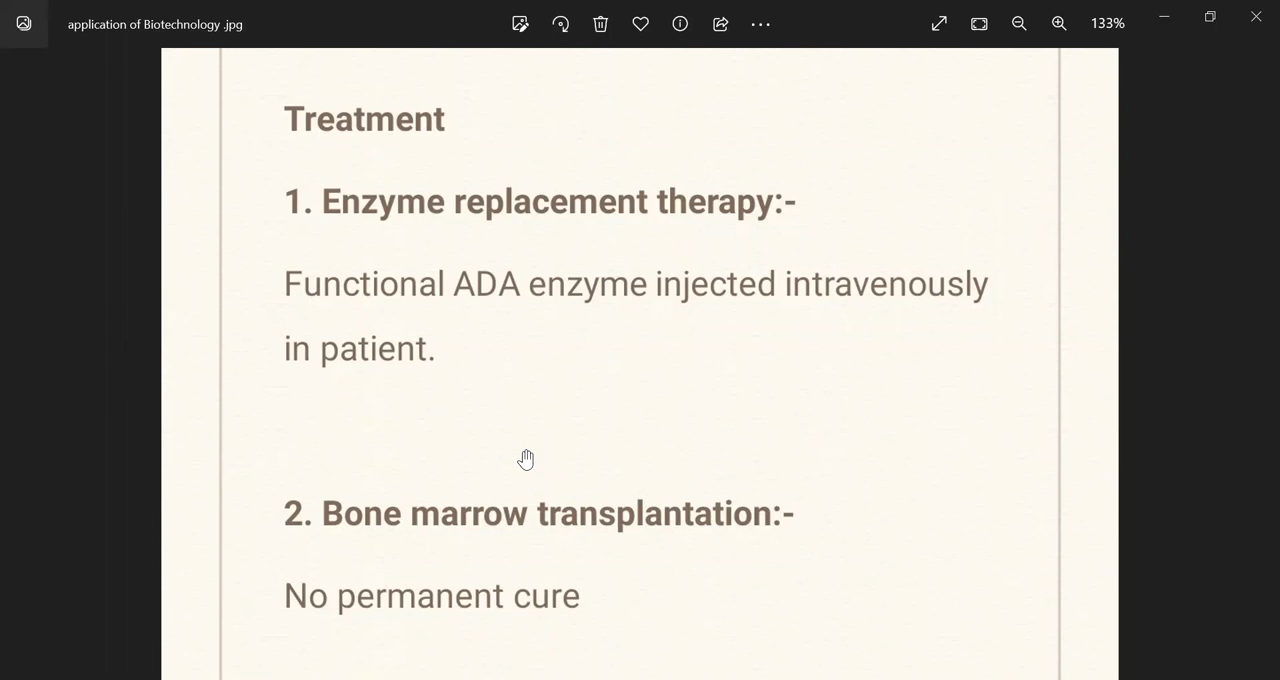 application of Biotechnology .jpg
133%
Treatment
1. Enzyme replacement therapy:-
Functional ADA enzyme injected intravenously
in patient.
2. Bone marrow transplantation:-
No permanent cure